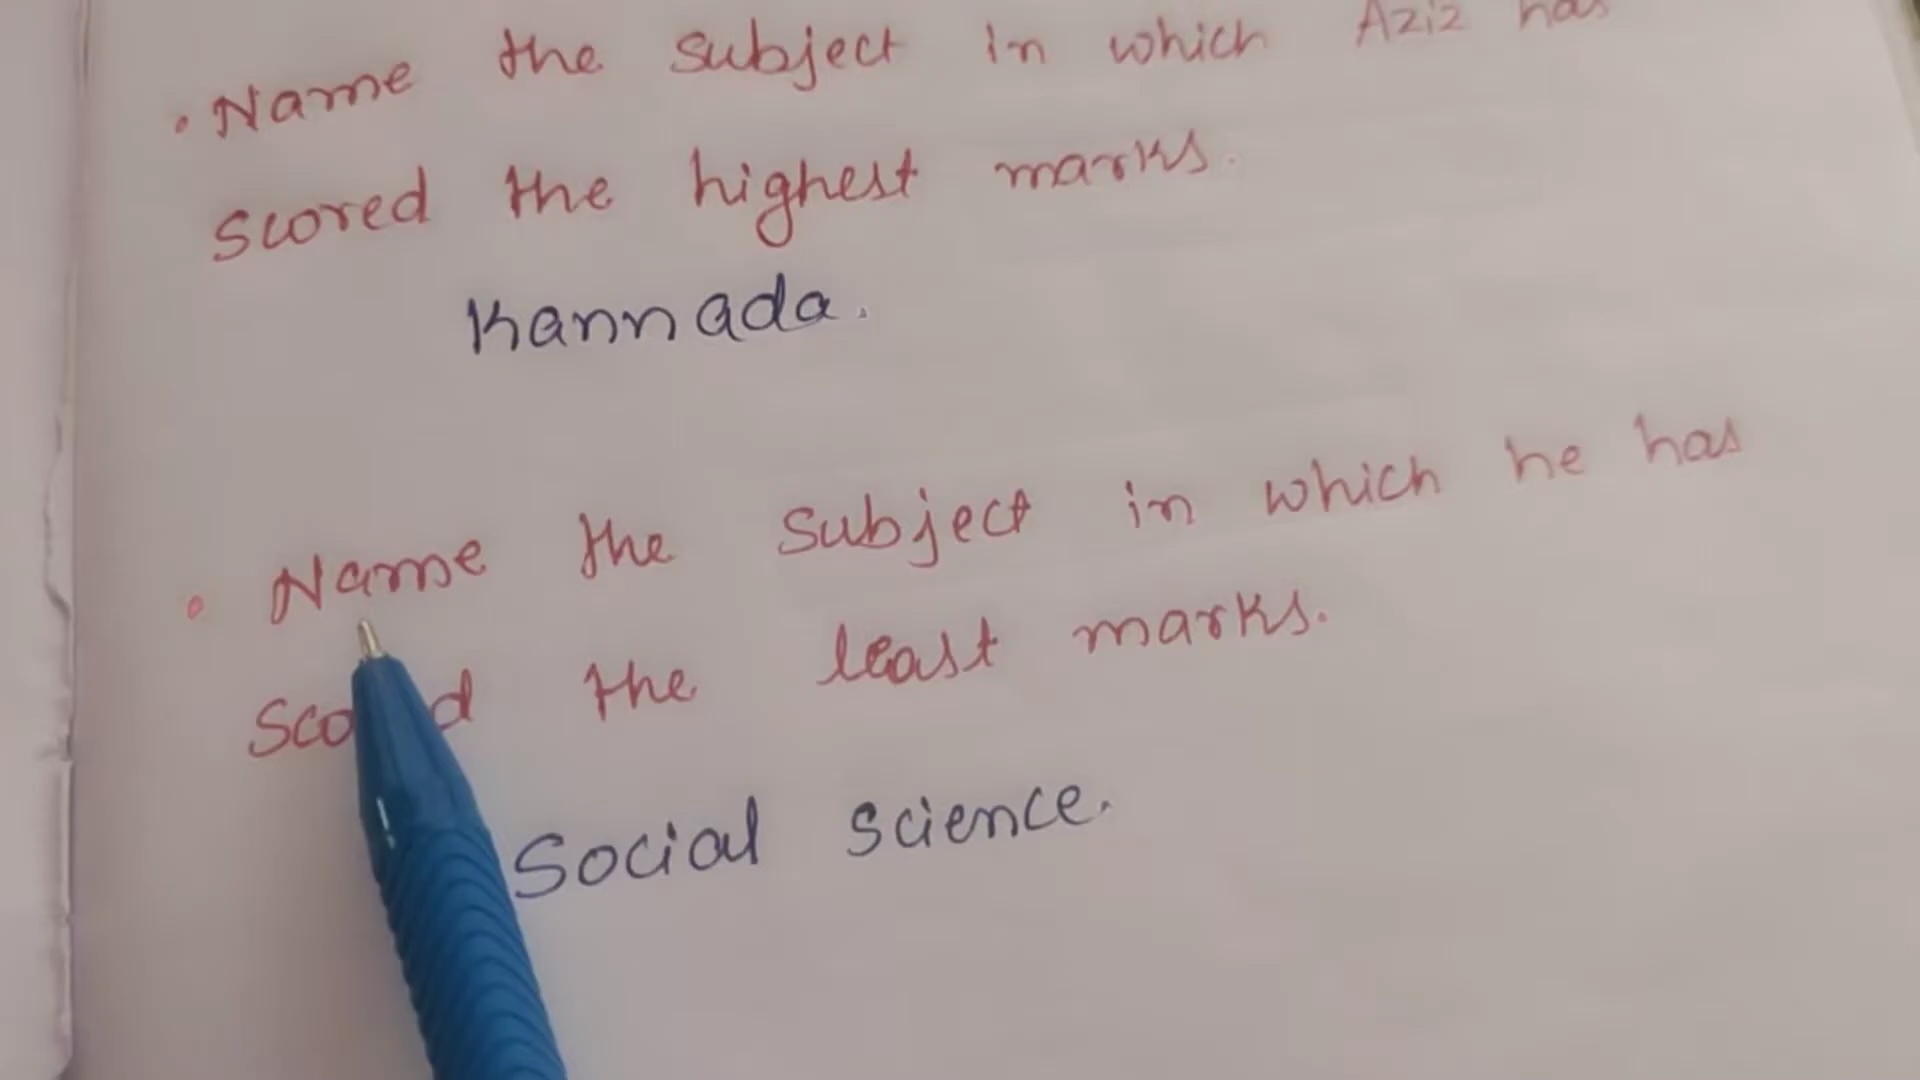 • Name the subject in which Aziz has
scored the highest marks.
Kannada.
• Name the subject in which he has
the least marks.
Social Science.